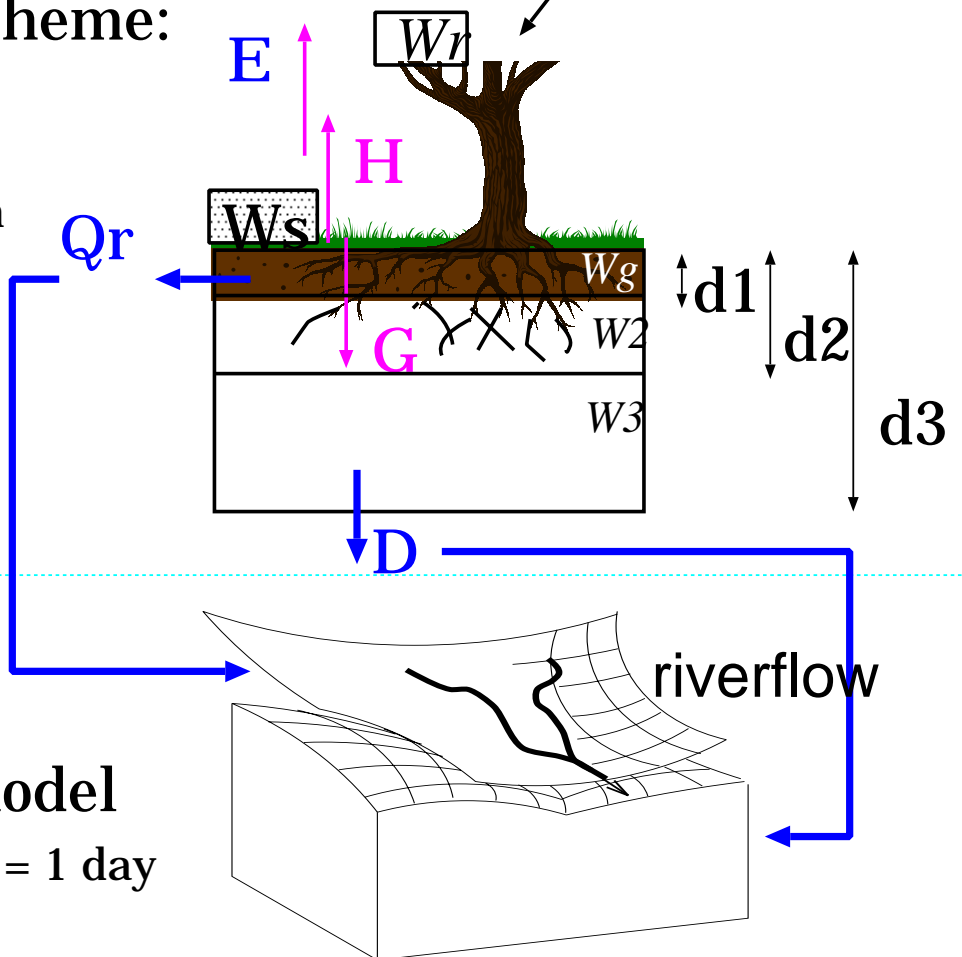 heme:
Wr
E
H
Ws
Qr
Wg
d1
W2
d2
G
W3
d3
D
riverflow
odel
= 1 day